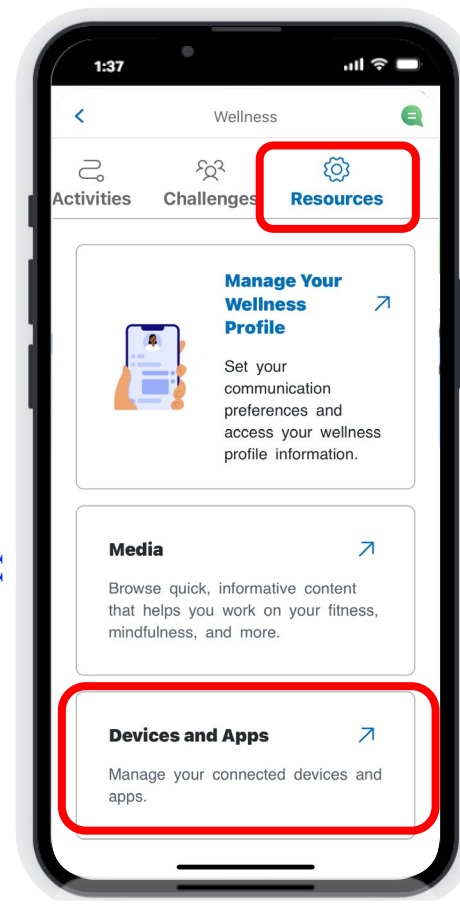 1:37
Wellness
Activities Challenges Resources
Manage Your
Wellness
Profile
Set your
communication
preferences and
access your wellness
profile information.
Media
Browse quick, informative content
that helps you work on your fitness,
mindfulness, and more.
Devices and Apps
Manage your connected devices and
apps.